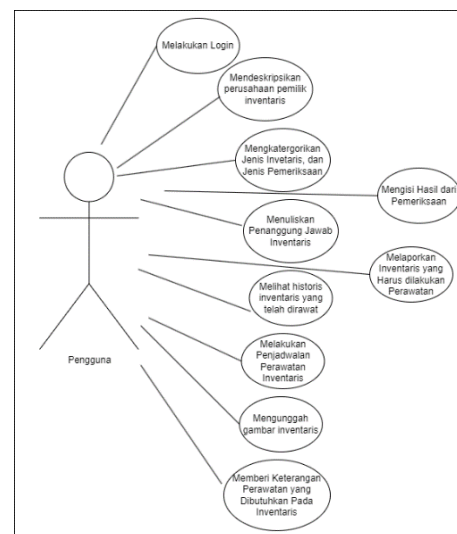 Melakukan Login
Mendeskripsikan
perusahaan pemilik
inventaris
Mengkatergorikan
Jenis Invetaris, dan
Jenis Pemeriksaan
Mengisi Hasil dari
Pemeriksaan
Menuliskan
Penanggung Jawab
Inventaris
Melaporkan
Inventaris yang
Harus dilakukan
Perawatan
Melihat historis
inventaris yang
telah dirawat
Pengguna
Melakukan
Penjadwalan
Perawatan
Inventaris
Mengunggah
gambar inventaris
Memberi Keterangan
Perawatan yang
Dibutuhkan Pada
Inventaris